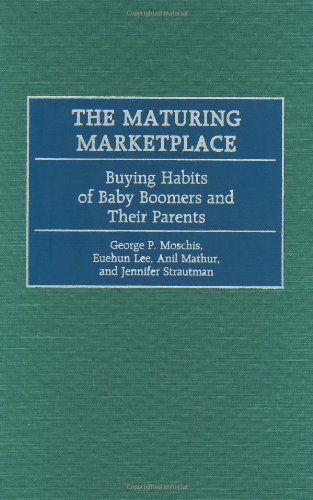 THE MATURING
MARKETPLACE
Buying Habits
of Baby Boomers and
Their Parents
George P. Moschis,
Euehun Lee, Anil Mathur,
and Jennifer Strautman